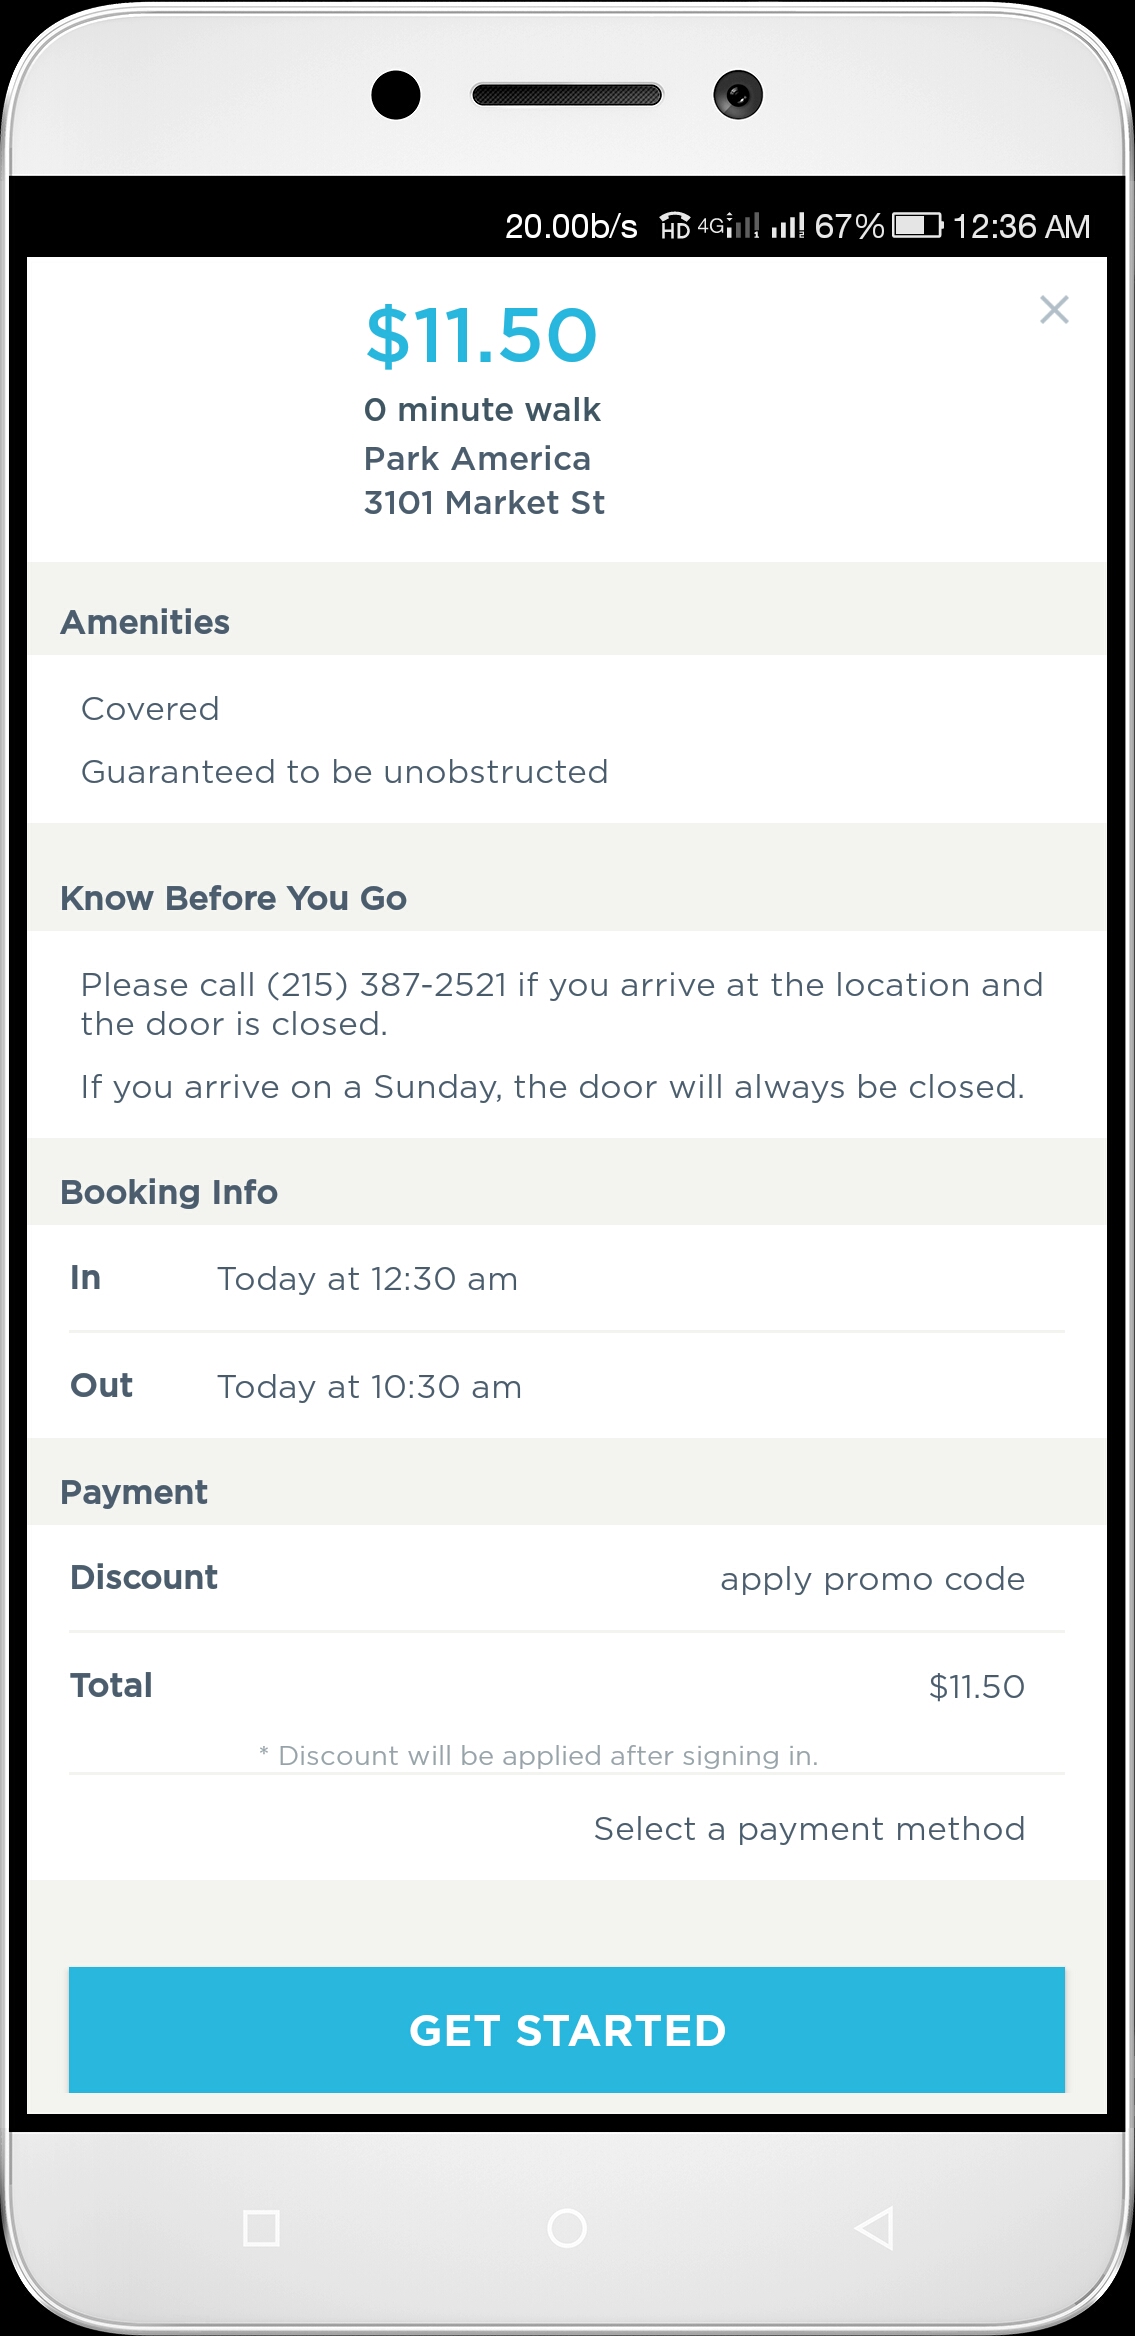 20.00b/s HD 4G 1 2 67% 12:36 AM
$11.50
0 minute walk
Park America
3101 Market St
Amenities
Covered
Guaranteed to be unobstructed
Know Before You Go
Please call (215) 387-2521 if you arrive at the location and
the door is closed.
If you arrive on a Sunday, the door will always be closed.
Booking Info
In Today at 12:30 am
Out Today at 10:30 am
Payment
Discount apply promo code
Total $11.50
* Discount will be applied after signing in.
Select a payment method
GET STARTED